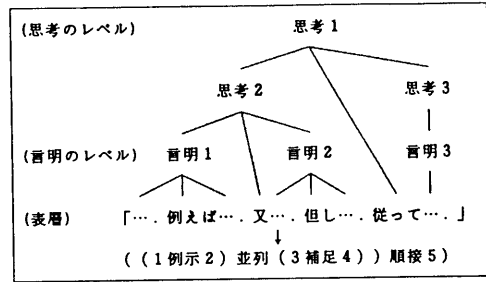 (思考のレベル) 思考1
思考2 思考3
(言明のレベル) 言明1 言明2 言明3
(表層) 「…. 例えば…. 又…. 但し…. 従って…. 」
↓
( ( (1例示2) 並列 (3補足4) ) 順接5)